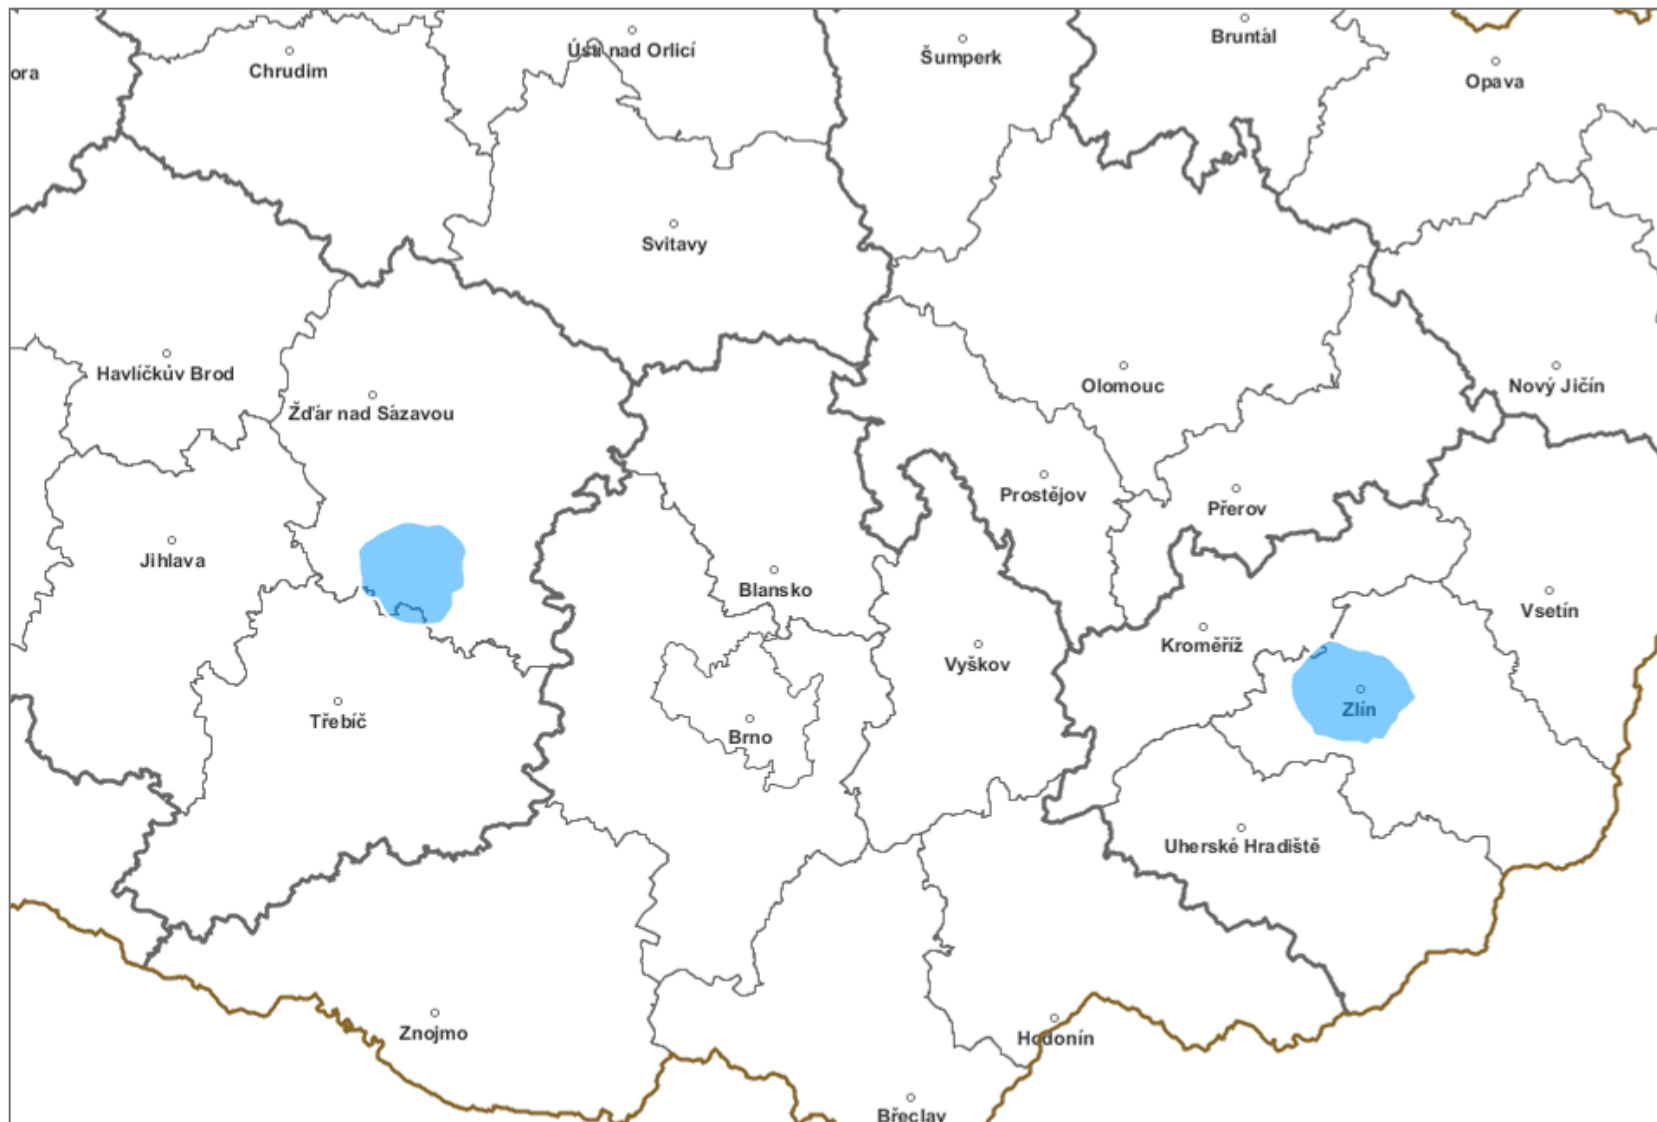 Bruntál
Ústí nad Orlicí
Šumperk
Chrudim
ora
Opava
Svitavy
Havlíčkův Brod
Olomouc
Nový Jičín
Žďár nad Sázavou
Prostějov
Přerov
Jihlava
Blansko
Vsetín
Kroměříž
Vyškov
Zlín
Třebíč
Brno
Uherské Hradiště
Znojmo
Hodonín
Břeclav